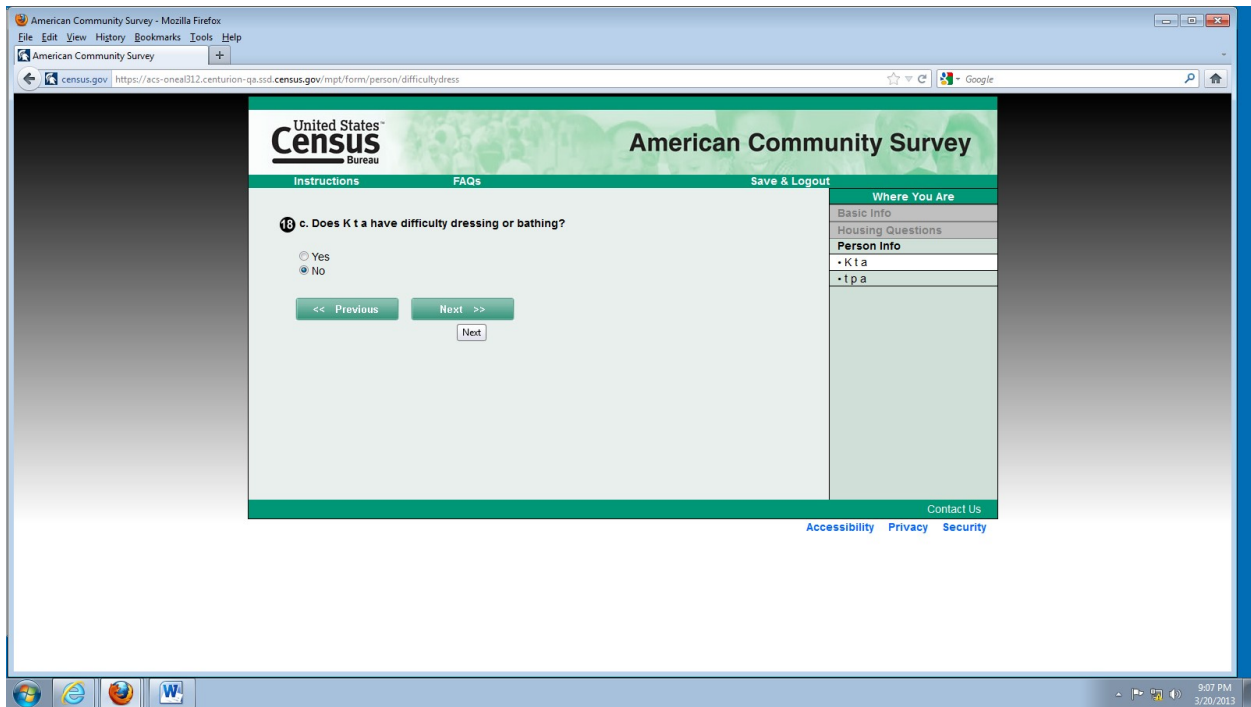 American Community Survey - Mozilla Firefox
File Edit View History Bookmarks Tools Help
American Community Survey +
census.gov https://acs-oneal312.centurion-qa.ssd.census.gov/mpt/form/person/difficultydress Google
United States™
Census
Bureau
American Community Survey
Instructions FAQs Save & Logout
Where You Are
Basic Info
Housing Questions
Person Info
• K t a
• t p a
18 c. Does K t a have difficulty dressing or bathing?
Yes
No
<< Previous Next >>
Next
Contact Us
Accessibility Privacy Security
W
9:07 PM
3/20/2013